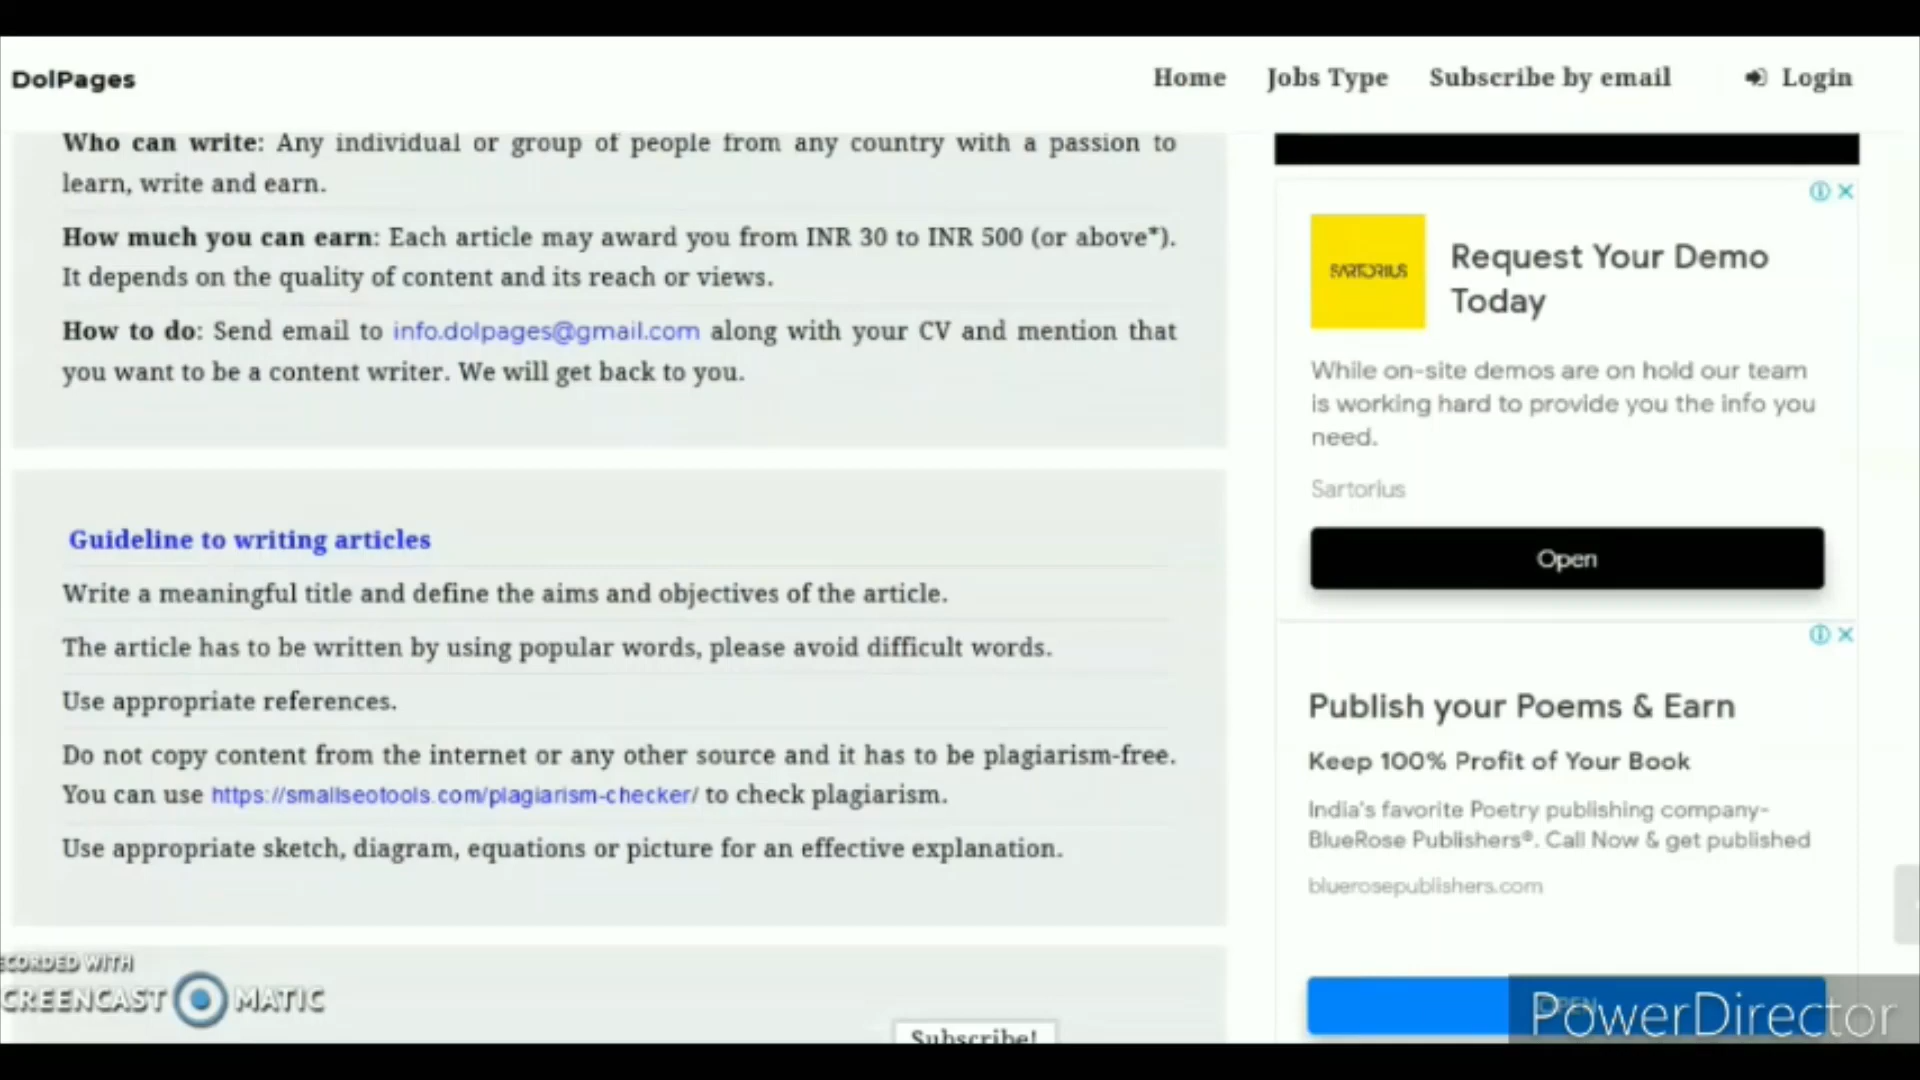 DolPages
Home
Jobs Type
Subscribe by email
Login
Who can write: Any individual or group of people from any country with a passion to
learn, write and earn.
How much you can earn: Each article may award you from INR 30 to INR 500 (or above*).
It depends on the quality of content and its reach or views.
How to do: Send email to info.dolpages@gmail.com along with your CV and mention that
you want to be a content writer. We will get back to you.
Guideline to writing articles
Write a meaningful title and define the aims and objectives of the article.
The article has to be written by using popular words, please avoid difficult words.
Use appropriate references.
Do not copy content from the internet or any other source and it has to be plagiarism-free.
You can use https://smallseotools.com/plagiarism-checker/ to check plagiarism.
Use appropriate sketch, diagram, equations or picture for an effective explanation.
Subscribe!
SARTORIUS
Request Your Demo
Today
While on-site demos are on hold our team
is working hard to provide you the info you
need.
Sartorius
Open
Publish your Poems & Earn
Keep 100% Profit of Your Book
India's favorite Poetry publishing company-
BlueRose Publishers®. Call Now & get published
bluerosepublishers.com
OPEN
ECORDED WITH
CREENCAST MATIC
PowerDirector